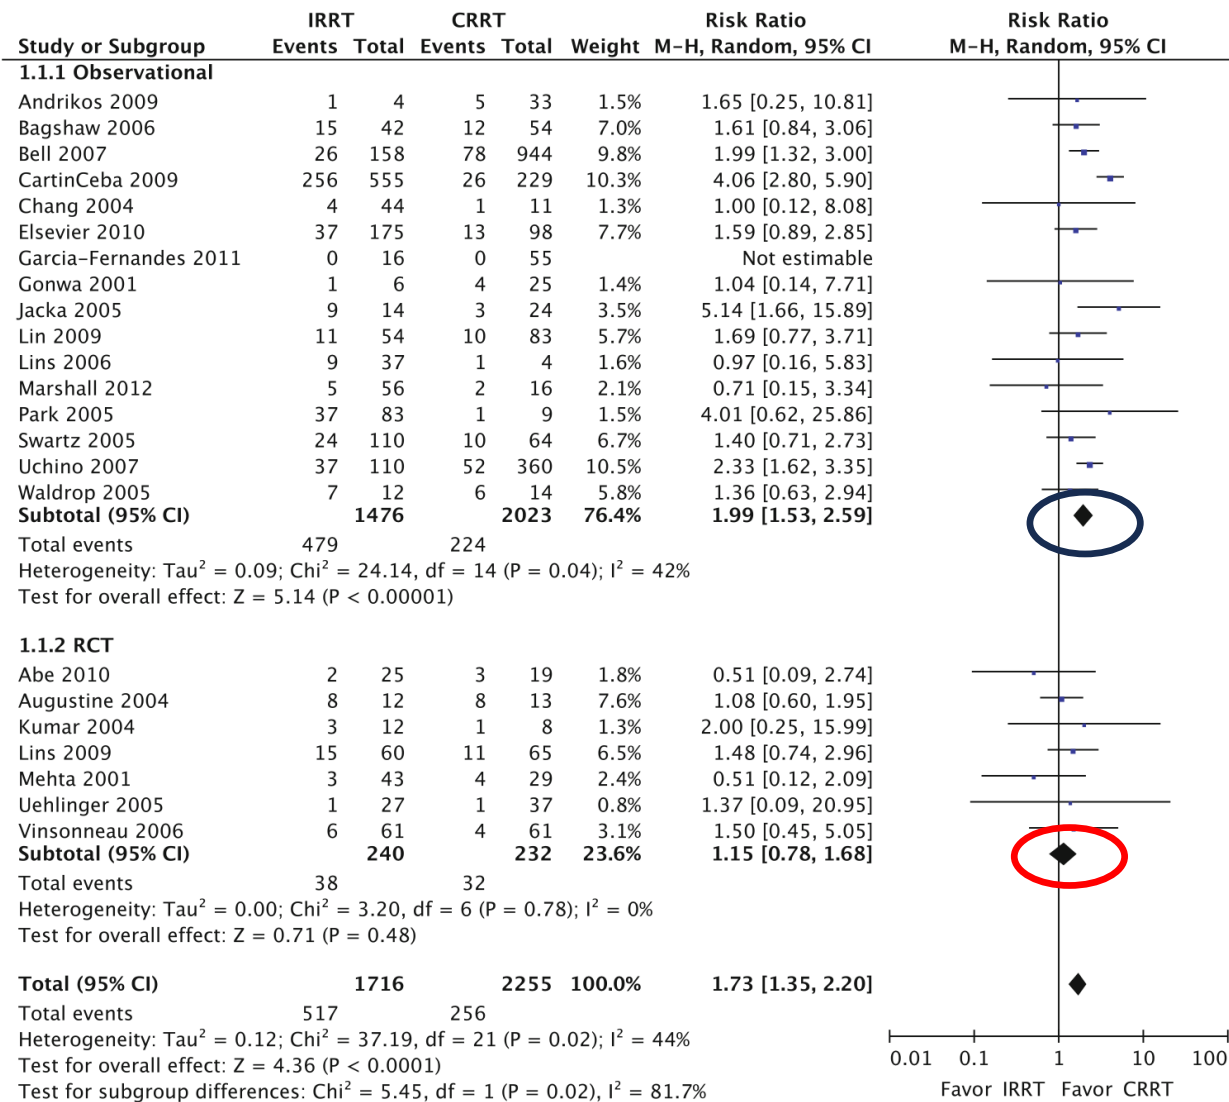 IRRT CRRT Risk Ratio Risk Ratio
Study or Subgroup Events Total Events Total Weight M-H, Random, 95% CI M-H, Random, 95% CI
1.1.1 Observational
Andrikos 2009 1 4 5 33 1.5% 1.65 [0.25, 10.81]
Bagshaw 2006 15 42 12 54 7.0% 1.61 [0.84, 3.06]
Bell 2007 26 158 78 944 9.8% 1.99 [1.32, 3.00]
CartinCeba 2009 256 555 26 229 10.3% 4.06 [2.80, 5.90]
Chang 2004 4 44 1 11 1.3% 1.00 [0.12, 8.08]
Elsevier 2010 37 175 13 98 7.7% 1.59 [0.89, 2.85]
Garcia-Fernandes 2011 0 16 0 55 Not estimable
Gonwa 2001 1 6 4 25 1.4% 1.04 [0.14, 7.71]
Jacka 2005 9 14 3 24 3.5% 5.14 [1.66, 15.89]
Lin 2009 11 54 10 83 5.7% 1.69 [0.77, 3.71]
Lins 2006 9 37 1 4 1.6% 0.97 [0.16, 5.83]
Marshall 2012 5 56 2 16 2.1% 0.71 [0.15, 3.34]
Park 2005 37 83 1 9 1.5% 4.01 [0.62, 25.86]
Swartz 2005 24 110 10 64 6.7% 1.40 [0.71, 2.73]
Uchino 2007 37 110 52 360 10.5% 2.33 [1.62, 3.35]
Waldrop 2005 7 12 6 14 5.8% 1.36 [0.63, 2.94]
Subtotal (95% CI) 1476 2023 76.4% 1.99 [1.53, 2.59]
Total events 479 224
Heterogeneity: Tau² = 0.09; Chi² = 24.14, df = 14 (P = 0.04); I² = 42%
Test for overall effect: Z = 5.14 (P < 0.00001)
1.1.2 RCT
Abe 2010 2 25 3 19 1.8% 0.51 [0.09, 2.74]
Augustine 2004 8 12 8 13 7.6% 1.08 [0.60, 1.95]
Kumar 2004 3 12 1 8 1.3% 2.00 [0.25, 15.99]
Lins 2009 15 60 11 65 6.5% 1.48 [0.74, 2.96]
Mehta 2001 3 43 4 29 2.4% 0.51 [0.12, 2.09]
Uehlinger 2005 1 27 1 37 0.8% 1.37 [0.09, 20.95]
Vinsonneau 2006 6 61 4 61 3.1% 1.50 [0.45, 5.05]
Subtotal (95% CI) 240 232 23.6% 1.15 [0.78, 1.68]
Total events 38 32
Heterogeneity: Tau² = 0.00; Chi² = 3.20, df = 6 (P = 0.78); I² = 0%
Test for overall effect: Z = 0.71 (P = 0.48)
Total (95% CI) 1716 2255 100.0% 1.73 [1.35, 2.20]
Total events 517 256
Heterogeneity: Tau² = 0.12; Chi² = 37.19, df = 21 (P = 0.02); I² = 44%
Test for overall effect: Z = 4.36 (P < 0.0001)
Test for subgroup differences: Chi² = 5.45, df = 1 (P = 0.02), I² = 81.7%
0.01 0.1 1 10 100
Favor IRRT Favor CRRT